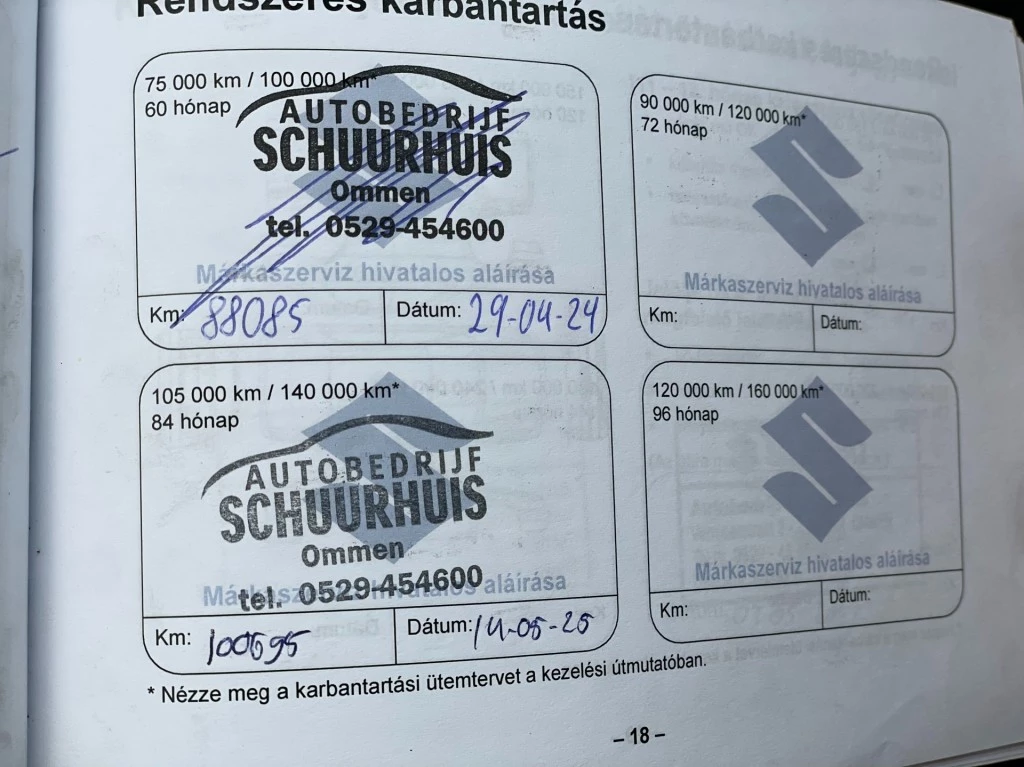 Rendszeres karbantartás
75 000 km / 100 000 km*
60 hónap
AUTOBEDRIJF
SCHUURHUIS
Ommen
tel. 0529-454600
Márkaszerviz hivatalos aláírása
Km: 88085
Dátum: 29-04-24
90 000 km / 120 000 km*
72 hónap
Márkaszerviz hivatalos aláírása
Km:
Dátum:
105 000 km / 140 000 km*
84 hónap
AUTOBEDRIJF
SCHUURHUIS
Ommen
tel. 0529-454600
Márkaszerviz hivatalos aláírása
Km: 100695
Dátum: 14-05-25
120 000 km / 160 000 km*
96 hónap
Márkaszerviz hivatalos aláírása
Km:
Dátum:
* Nézze meg a karbantartási ütemtervet a kezelési útmutatóban.
– 18 –